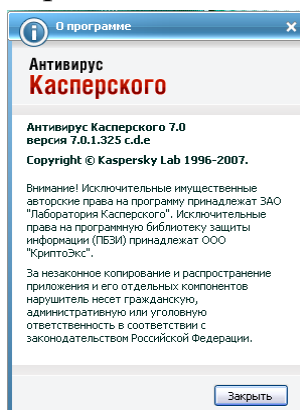 О программе
Антивирус
Касперского
Антивирус Касперского 7.0
версия 7.0.1.325 c.d.e
Copyright © Kaspersky Lab 1996-2007.
Внимание! Исключительные имущественные
авторские права на программу принадлежат ЗАО
"Лаборатория Касперского". Исключительные
права на программную библиотеку защиты
информации (ПБЗИ) принадлежат ООО
"КриптоЭкс".
За незаконное копирование и распространение
приложения и его отдельных компонентов
нарушитель несет гражданскую,
административную или уголовную
ответственность в соответствии с
законодательством Российской Федерации.
Закрыть